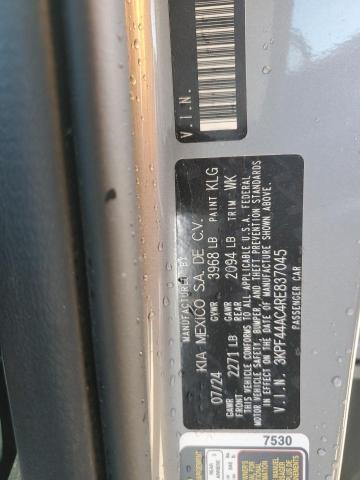 V.I.N.
MANUFACTURED BY
KIA MEXICO S.A. DE C.V.
07/24 GVWR 3968 LB PAINT KLG
GAWR 2271 LB GAWR REAR 2094 LB TRIM WK
THIS VEHICLE CONFORMS TO ALL APPLICABLE U.S.A. FEDERAL
MOTOR VEHICLE SAFETY, BUMPER, AND THEFT PREVENTION STANDARDS
IN EFFECT ON THE DATE OF MANUFACTURE SHOWN ABOVE.
V.I.N. 3KPF44AC4RE837045
PASSENGER CAR
7530